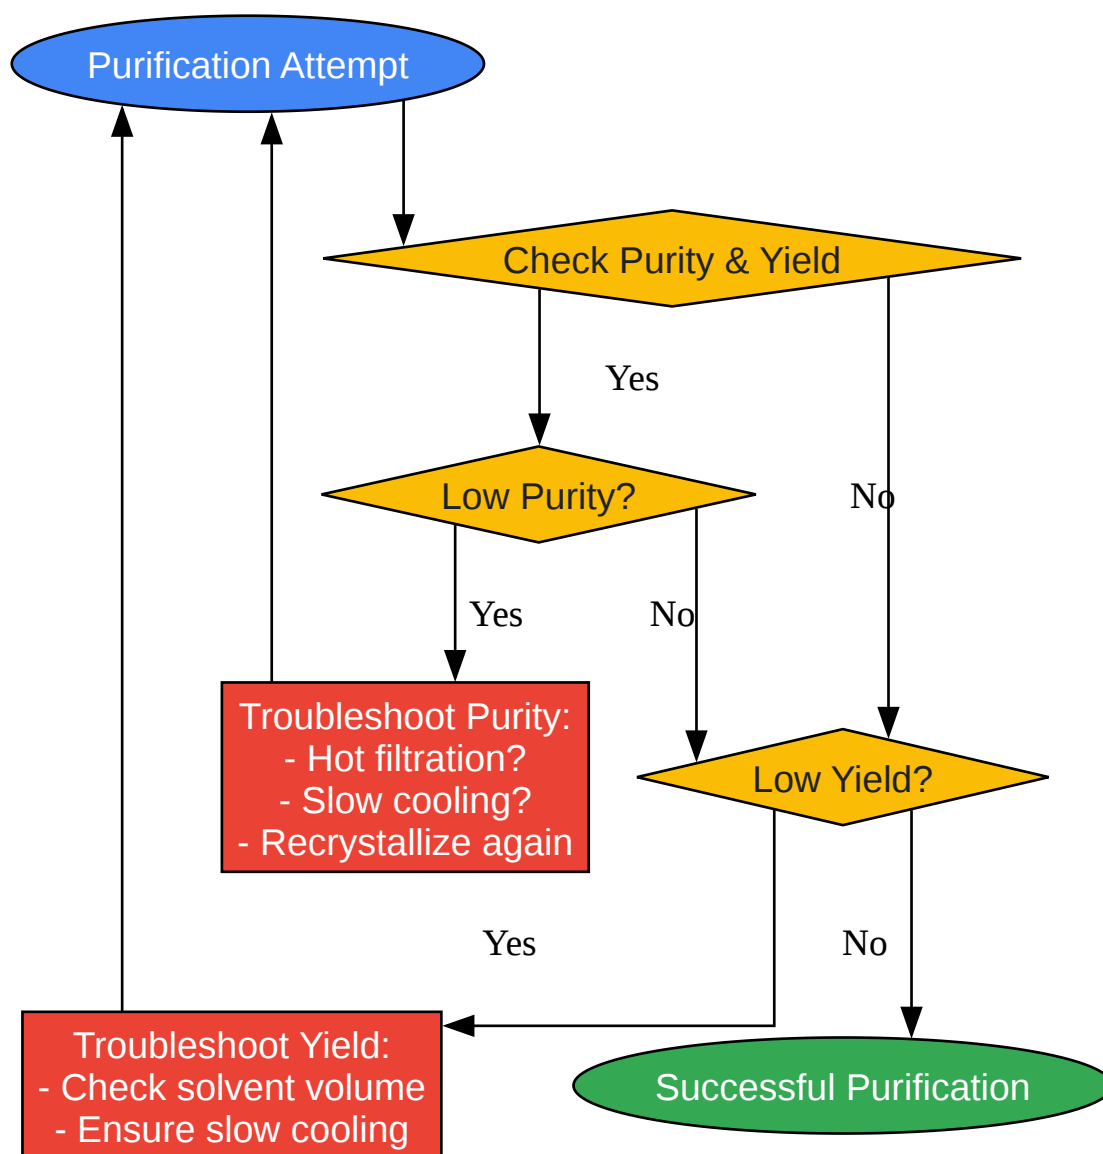 Purification Attempt
Check Purity & Yield
Yes
Low Purity?
No
Yes
No
Troubleshoot Purity:
- Hot filtration?
- Slow cooling?
- Recrystallize again
Low Yield?
Yes
No
Troubleshoot Yield:
- Check solvent volume
- Ensure slow cooling
Successful Purification